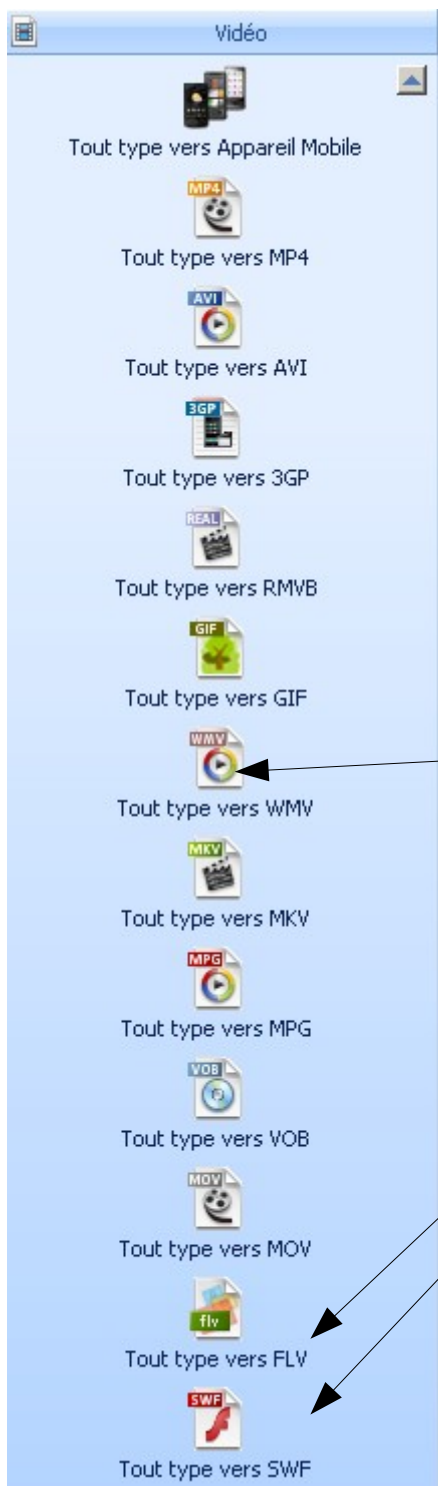 Vidéo
Tout type vers Appareil Mobile
MP4
Tout type vers MP4
AVI
Tout type vers AVI
3GP
Tout type vers 3GP
REAL
Tout type vers RMVB
GIF
Tout type vers GIF
WMV
Tout type vers WMV
MKV
Tout type vers MKV
MPG
Tout type vers MPG
VOB
Tout type vers VOB
MOV
Tout type vers MOV
flv
Tout type vers FLV
SWF
Tout type vers SWF